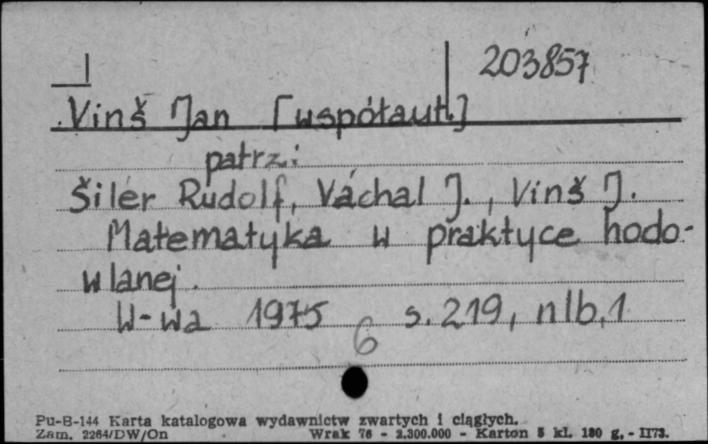 203857
Vinš Jan [współaut.]
patrz:
Šiler Rudolf, Váchal J., Vinš J.
Matematyka w praktyce hodo-
wlanej.
W-wa 1975 s. 219, nlb. 1
6
Pu-B-144 Karta katalogowa wydawnictw zwartych i ciągłych.
Zam. 2264/DW/On Wrak 76 - 2.300.000 - Karton 5 kl. 180 g. - II73.